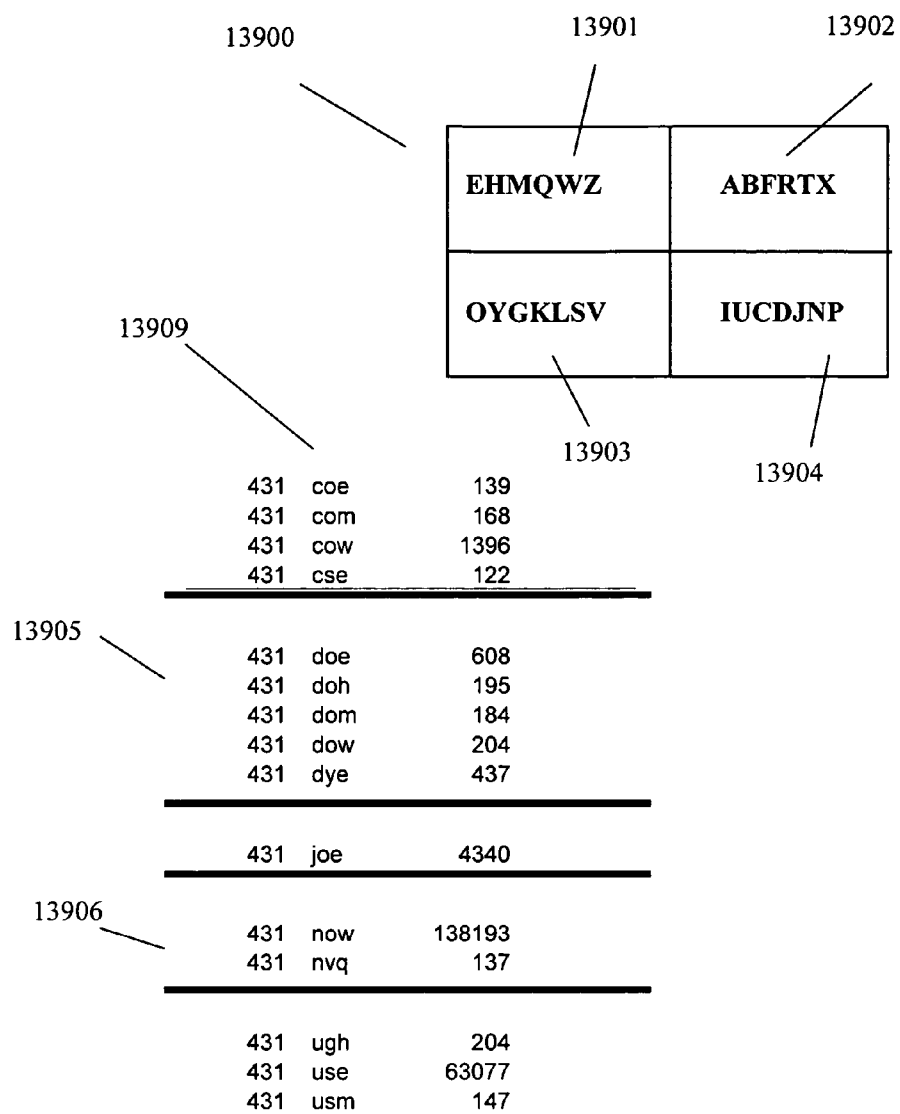 13900 13901 13902
EHMQWZ ABFRTX
OYGKLSV IUCDJNP
13903 13904
13909
431 coe 139
431 com 168
431 cow 1396
431 cse 122
13905
431 doe 608
431 doh 195
431 dom 184
431 dow 204
431 dye 437
431 joe 4340
13906
431 now 138193
431 nvq 137
431 ugh 204
431 use 63077
431 usm 147